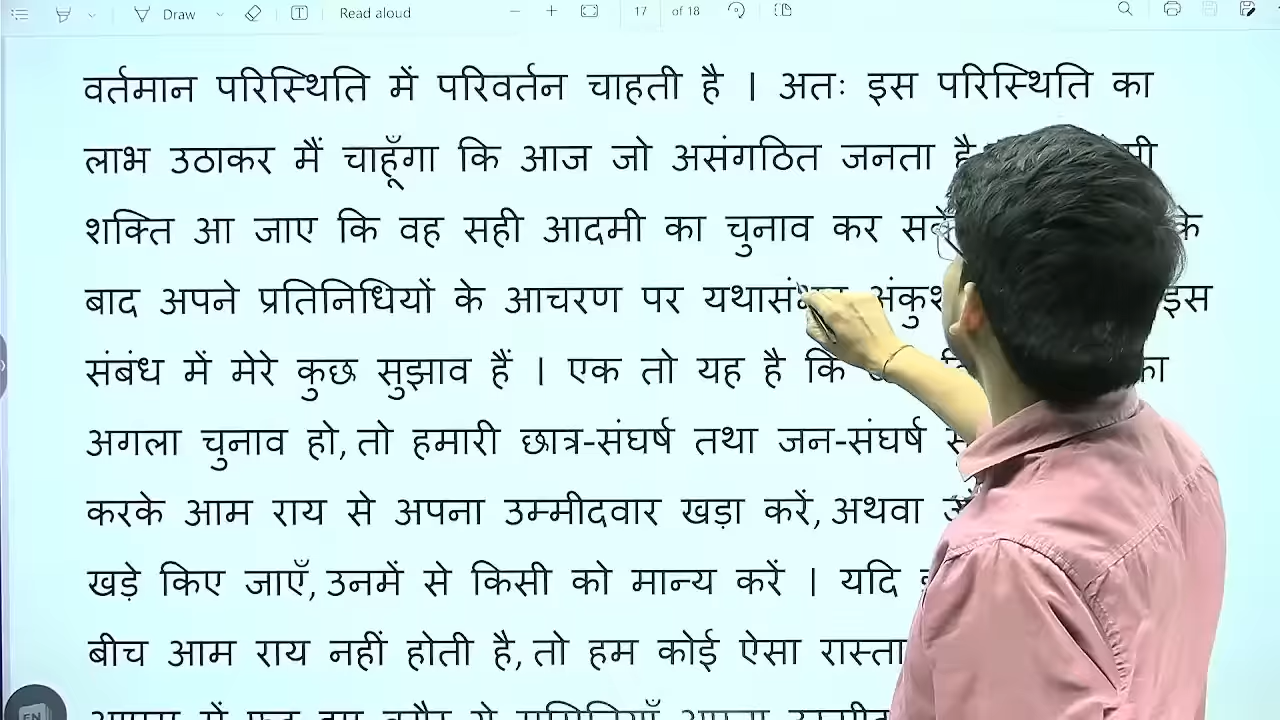 Draw Read aloud 17 of 18
वर्तमान परिस्थिति में परिवर्तन चाहती है । अतः इस परिस्थिति का
लाभ उठाकर मैं चाहूँगा कि आज जो असंगठित जनता है
शक्ति आ जाए कि वह सही आदमी का चुनाव कर सके के
बाद अपने प्रतिनिधियों के आचरण पर इस
संबंध में मेरे कुछ सुझाव हैं । एक तो यह है कि का
अगला चुनाव हो, तो हमारी छात्र-संघर्ष तथा जन-संघर्ष
करके आम राय से अपना उम्मीदवार खड़ा करें, अथवा
खड़े किए जाएँ, उनमें से किसी को मान्य करें । यदि
बीच आम राय नहीं होती है, तो हम कोई ऐसा रास्ता
EN